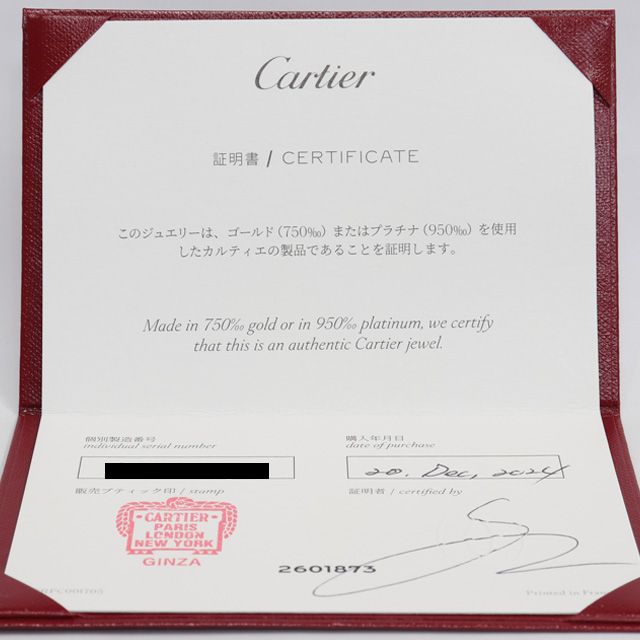 Cartier
証明書 / CERTIFICATE
このジュエリーは、ゴールド（750‰）またはプラチナ（950‰）を使用
したカルティエの製品であることを証明します。
Made in 750‰ gold or in 950‰ platinum, we certify
that this is an authentic Cartier jewel.
個別製造番号
individual serial number
購入年月日
date of purchase
20. Dec, 2024
販売ブティック印 / stamp
証明者 / certified by
CARTIER
PARIS
LONDON
NEW YORK
GINZA
2601873
Printed in